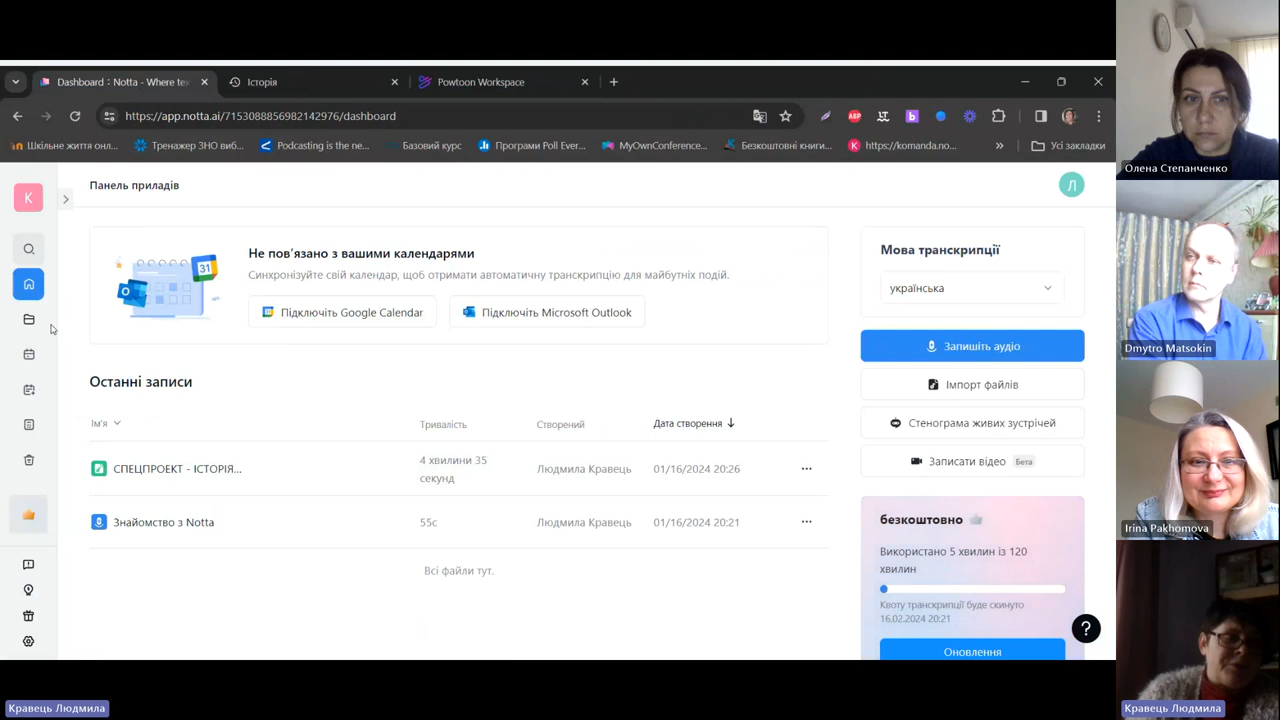 Dashboard : Notta - Where te
Історія
Powtoon Workspace
https://app.notta.ai/7153088856982142976/dashboard
Шкільне життя онл...
Тренажер ЗНО виб...
Podcasting is the ne...
Базовий курс
Програми Poll Ever...
MyOwnConference...
Безкоштовні книги...
https://komanda.no...
»
Усі закладки
K
Панель приладів
Л
31
Не пов’язано з вашими календарями
Синхронізуйте свій календар, щоб отримати автоматичну транскрипцію для майбутніх подій.
Підключіть Google Calendar
Підключіть Microsoft Outlook
Мова транскрипції
українська
Запишіть аудіо
Імпорт файлів
Стенограма живих зустрічей
Записати відео Бета
Останні записи
Ім'я
Тривалість
Створений
Дата створення
СПЕЦПРОЕКТ - ІСТОРІЯ...
4 хвилини 35
секунд
Людмила Кравець
01/16/2024 20:26
Знайомство з Notta
55с
Людмила Кравець
01/16/2024 20:21
Всі файли тут.
безкоштовно
Використано 5 хвилин із 120
хвилин
Квоту транскрипції буде скинуто
16.02.2024 20:21
Оновлення
?
Олена Степанченко
Dmytro Matsokin
Irina Pakhomova
Кравець Людмила
Кравець Людмила